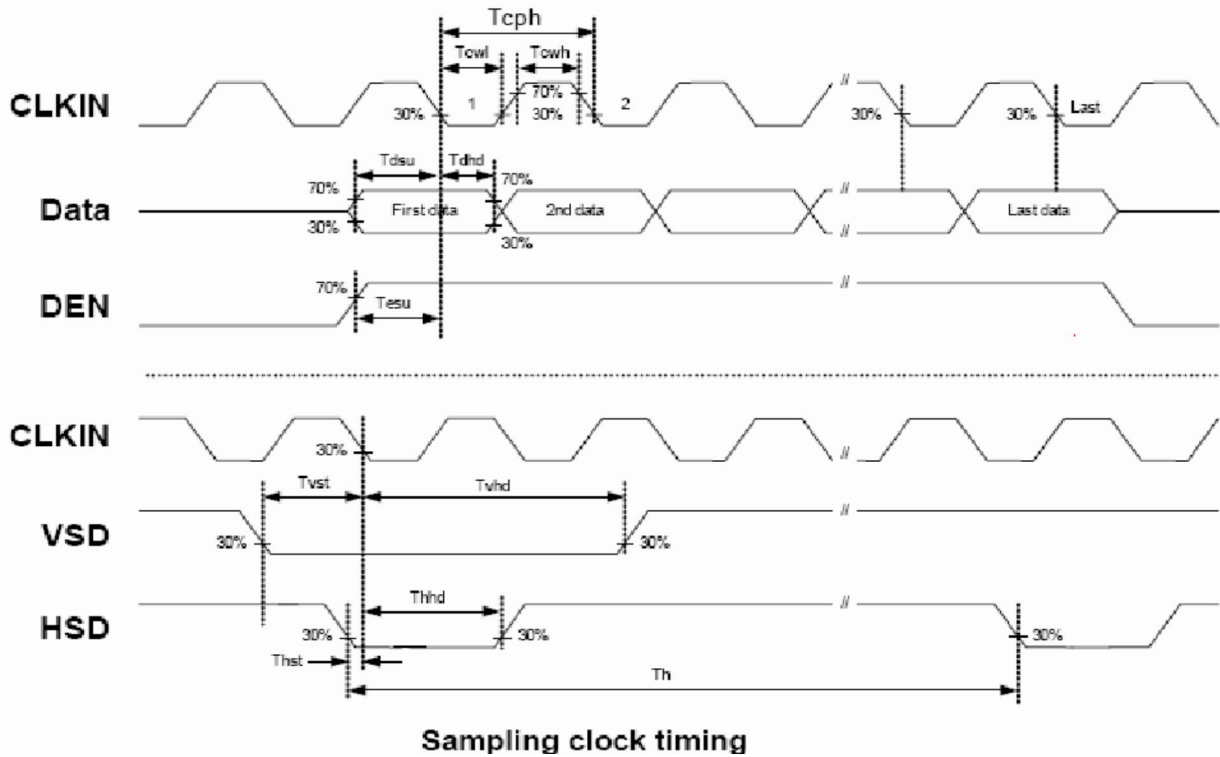 Tcph
Tcwl Tcwh
CLKIN 30% 1 70% 30% 2 // 30% 30% Last
Tdsu Tdhd
70% 70%
Data First data 2nd data // Last data
30% 30%
DEN 70% Tesu //
CLKIN 30% //
Tvst Tvhd
VSD 30% 30% //
Thhd
HSD 30% 30% // 30%
Thst
Th
Sampling clock timing